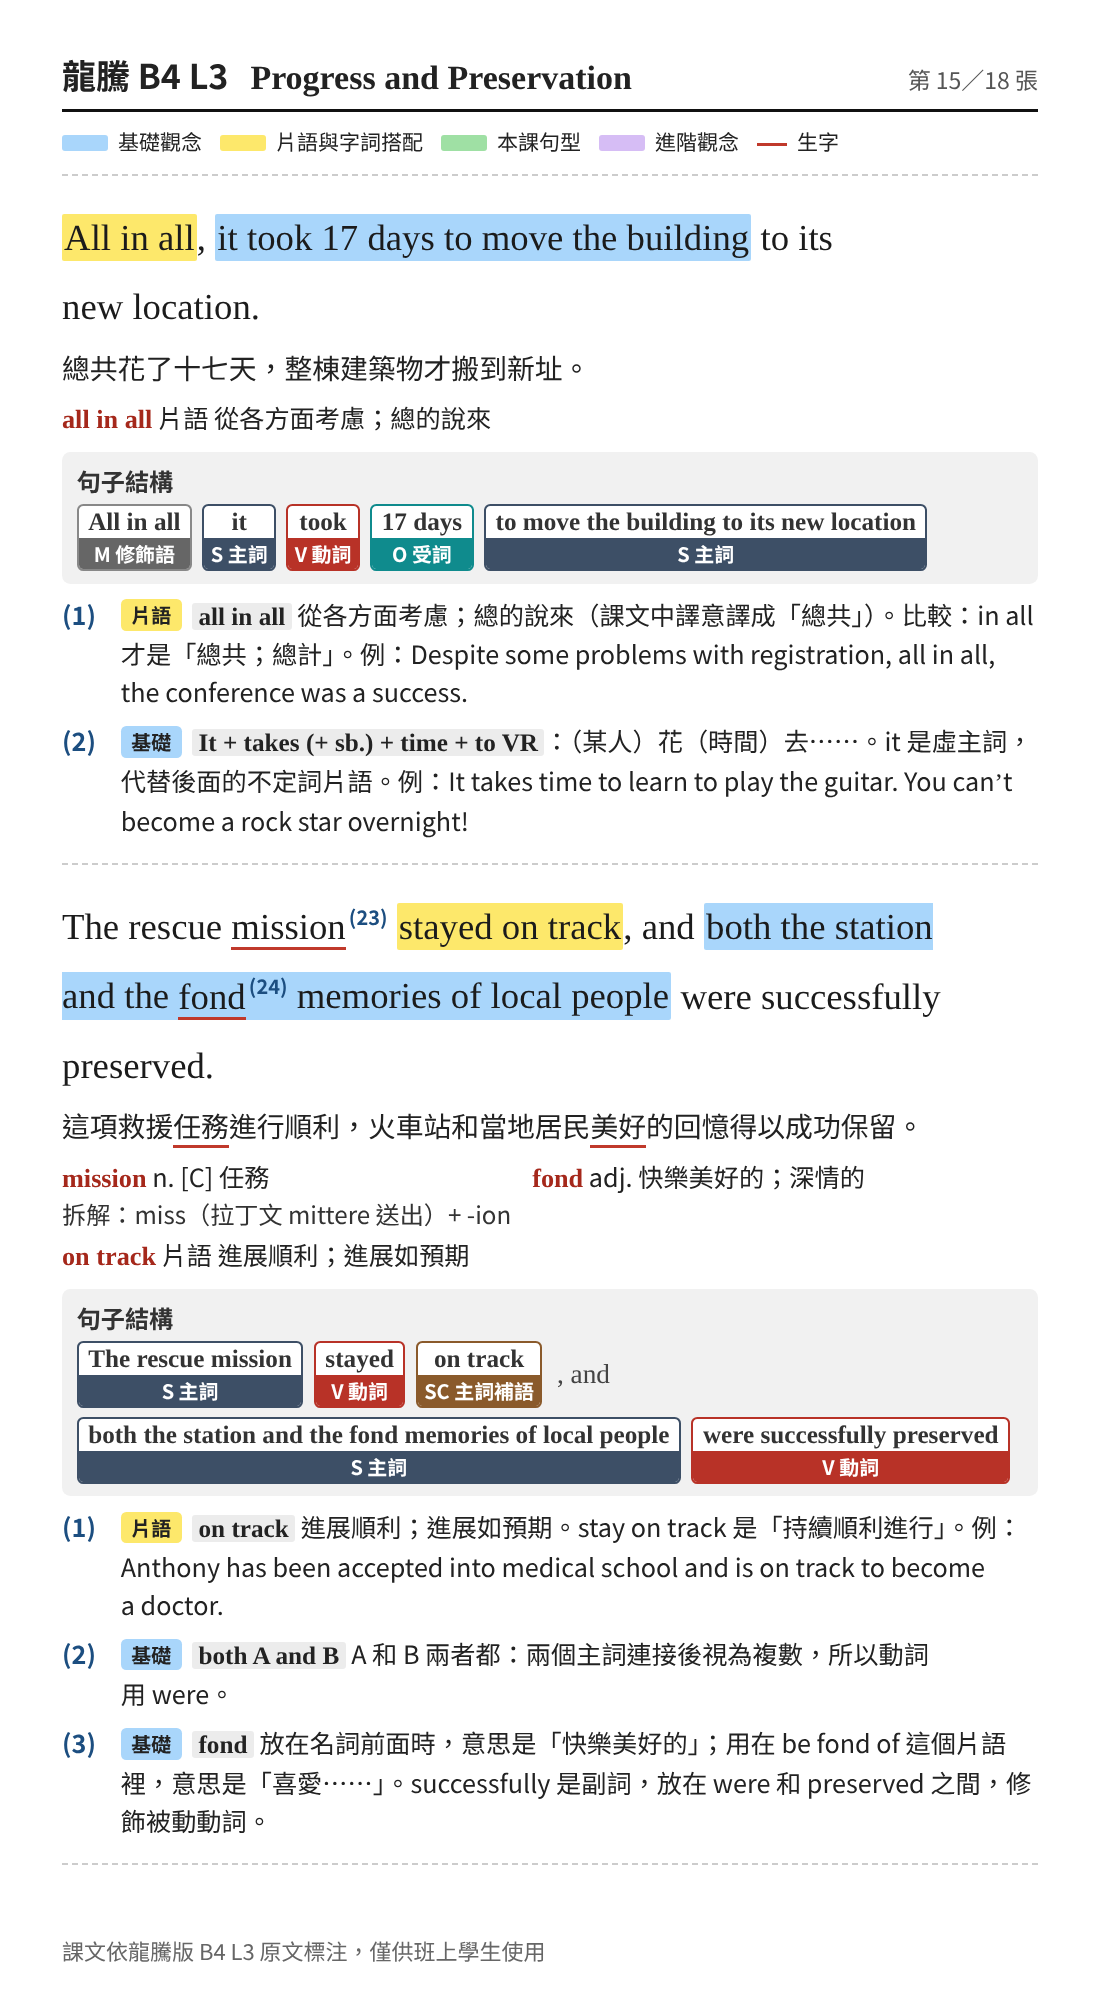 龍騰 B4 L3 Progress and Preservation 第 15／18 張
基礎觀念 片語與字詞搭配 本課句型 進階觀念 生字
All in all, it took 17 days to move the building to its
new location.
總共花了十七天，整棟建築物才搬到新址。
all in all 片語 從各方面考慮；總的說來
句子結構
All in all it took 17 days to move the building to its new location
M 修飾語 S 主詞 V 動詞 O 受詞 S 主詞
(1) 片語 all in all 從各方面考慮；總的說來（課文中譯意譯成「總共」）。比較：in all
才是「總共；總計」。例：Despite some problems with registration, all in all,
the conference was a success.
(2) 基礎 It + takes (+ sb.) + time + to VR：（某人）花（時間）去……。it 是虛主詞，
代替後面的不定詞片語。例：It takes time to learn to play the guitar. You can’t
become a rock star overnight!
The rescue mission(23) stayed on track, and both the station
and the fond(24) memories of local people were successfully
preserved.
這項救援任務進行順利，火車站和當地居民美好的回憶得以成功保留。
mission n. [C] 任務 fond adj. 快樂美好的；深情的
拆解：miss（拉丁文 mittere 送出）+ -ion
on track 片語 進展順利；進展如預期
句子結構
The rescue mission stayed on track , and
S 主詞 V 動詞 SC 主詞補語
both the station and the fond memories of local people were successfully preserved
S 主詞 V 動詞
(1) 片語 on track 進展順利；進展如預期。stay on track 是「持續順利進行」。例：
Anthony has been accepted into medical school and is on track to become
a doctor.
(2) 基礎 both A and B A 和 B 兩者都：兩個主詞連接後視為複數，所以動詞
用 were。
(3) 基礎 fond 放在名詞前面時，意思是「快樂美好的」；用在 be fond of 這個片語
裡，意思是「喜愛……」。successfully 是副詞，放在 were 和 preserved 之間，修
飾被動動詞。
課文依龍騰版 B4 L3 原文標注，僅供班上學生使用